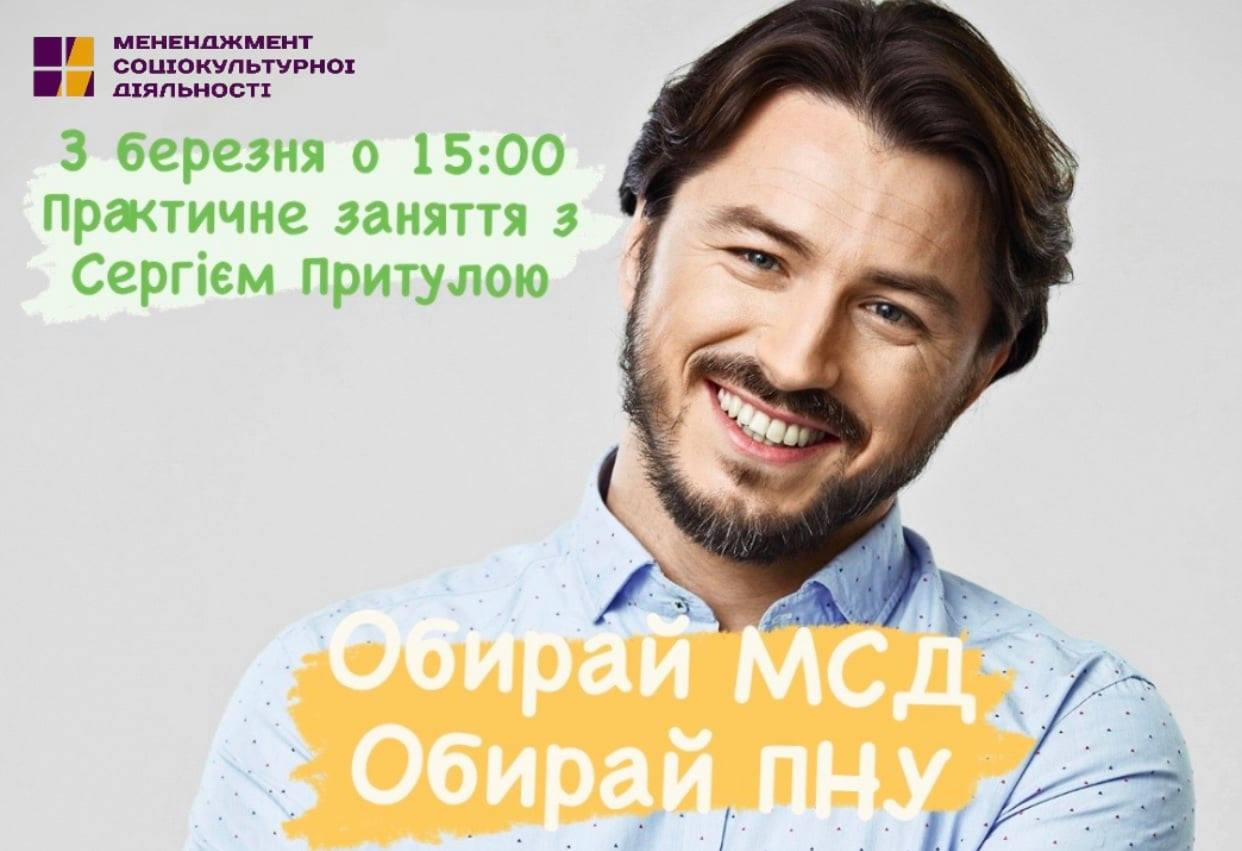 МЕНЕНДЖМЕНТ
СОЦІОКУЛЬТУРНОЇ
ДІЯЛЬНОСТІ
3 березня о 15:00
Практичне заняття з
Сергієм Притулою
Обирай МСД
Обирай ПНУ